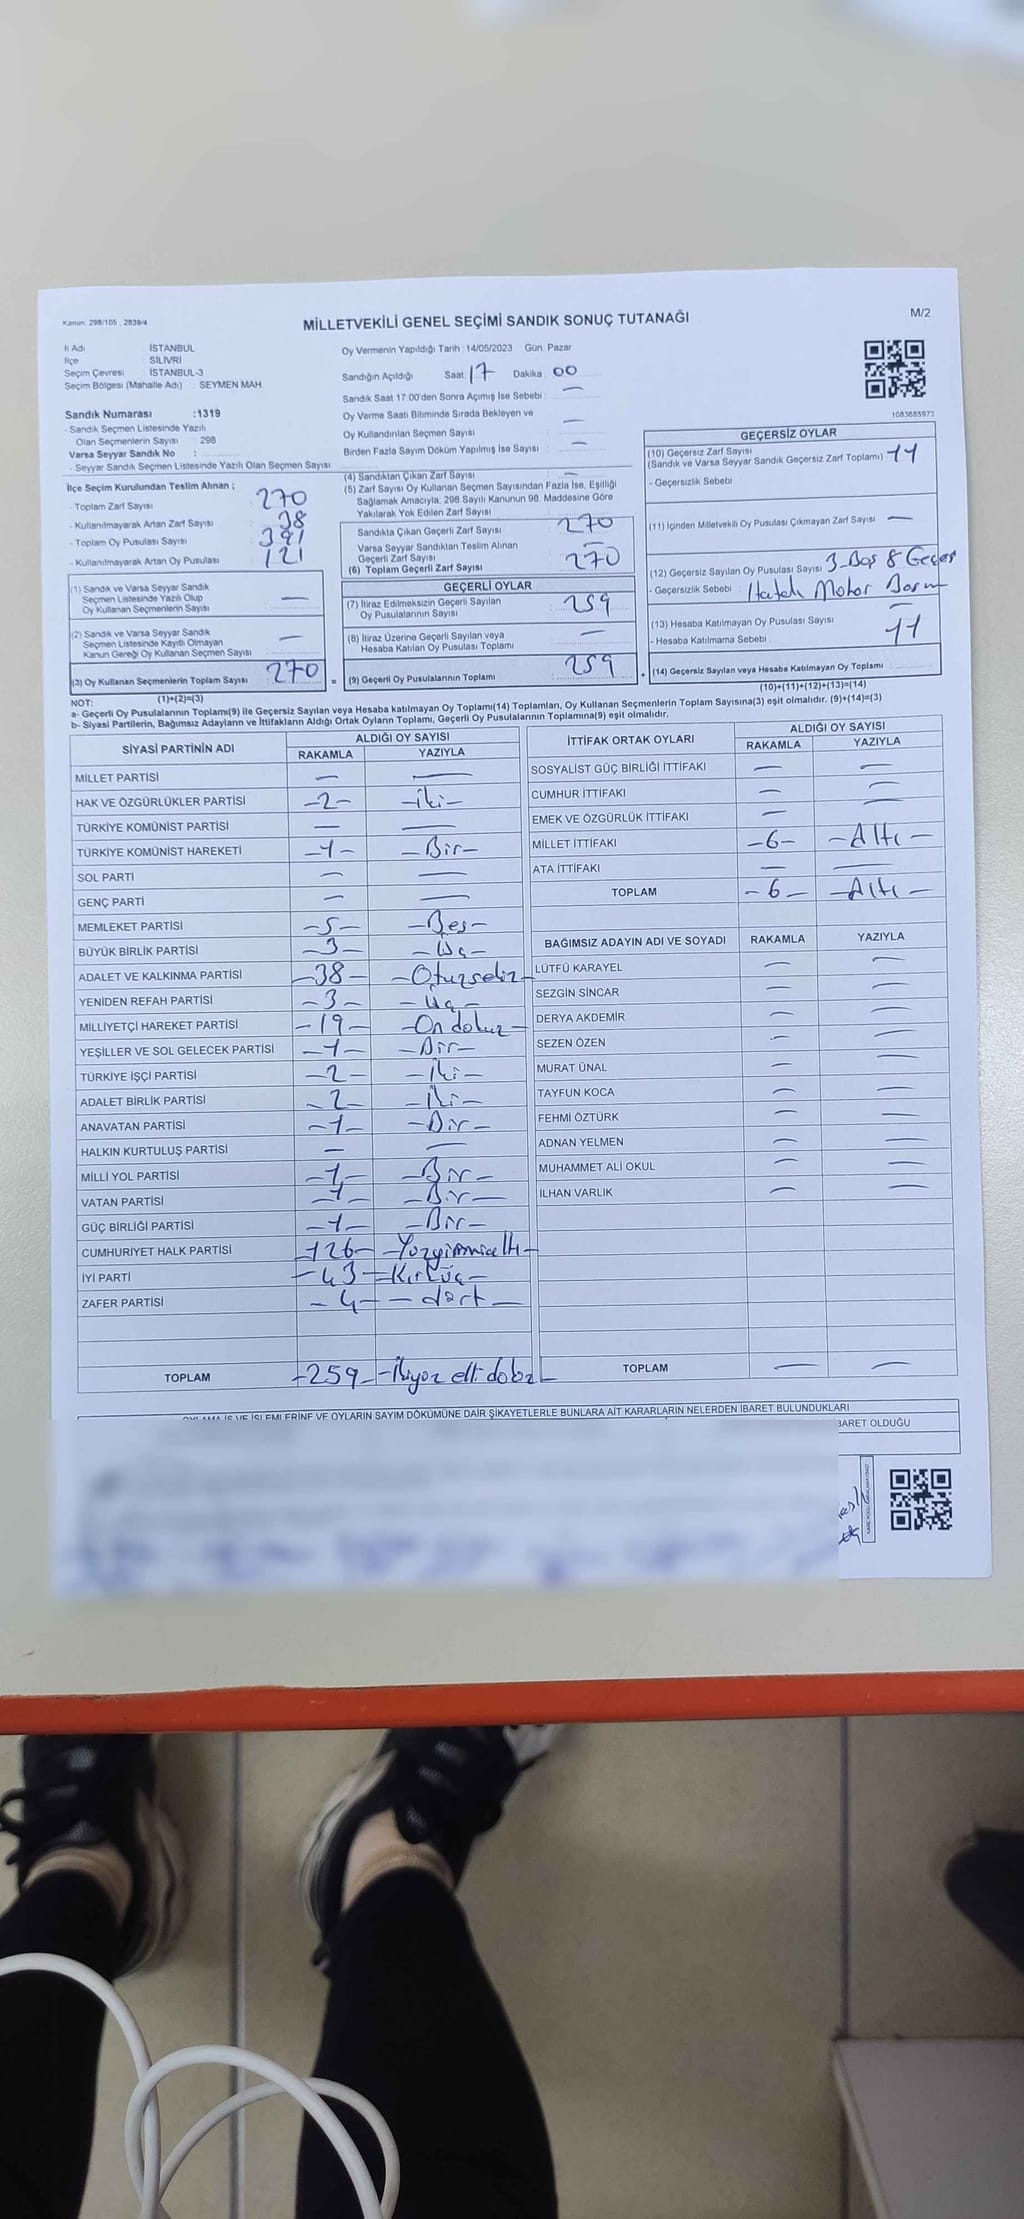 Kanun: 298/105 , 2839/4
MİLLETVEKİLİ GENEL SEÇİMİ SANDIK SONUÇ TUTANAĞI
M/2
İl Adı : İSTANBUL
İlçe : SİLİVRİ
Seçim Çevresi : İSTANBUL-3
Seçim Bölgesi (Mahalle Adı) : SEYMEN MAH.
Sandık Numarası :1319
- Sandık Seçmen Listesinde Yazılı
Olan Seçmenlerin Sayısı : 298
Varsa Seyyar Sandık No :
- Seyyar Sandık Seçmen Listesinde Yazılı Olan Seçmen Sayısı
Oy Vermenin Yapıldığı Tarih : 14/05/2023 Gün: Pazar
Sandığın Açıldığı Saat: 17 Dakika: 00
Sandık Saat 17.00'den Sonra Açımış İse Sebebi : —
Oy Verme Saati Bitiminde Sırada Bekleyen ve
Oy Kullandırılan Seçmen Sayısı —
Birden Fazla Sayım Döküm Yapılmış İse Sayısı : —
1083685973
İlçe Seçim Kurulundan Teslim Alınan ;
- Toplam Zarf Sayısı 270
- Kullanılmayarak Artan Zarf Sayısı 38
- Toplam Oy Pusulası Sayısı 391
- Kullanılmayarak Artan Oy Pusulası 121
(1) Sandık ve Varsa Seyyar Sandık
Seçmen Listesinde Yazılı Olup
Oy Kullanan Seçmenlerin Sayısı —
(2) Sandık ve Varsa Seyyar Sandık
Seçmen Listesinde Kayıtlı Olmayan
Kanun Gereği Oy Kullanan Seçmen Sayısı —
(3) Oy Kullanan Seçmenlerin Toplam Sayısı 270
(1)+(2)=(3)
(4) Sandıktan Çıkan Zarf Sayısı —
(5) Zarf Sayısı Oy Kullanan Seçmen Sayısından Fazla İse, Eşitliği
Sağlamak Amacıyla, 298 Sayılı Kanunun 98. Maddesine Göre
Yakılarak Yok Edilen Zarf Sayısı
Sandıkta Çıkan Geçerli Zarf Sayısı 270
Varsa Seyyar Sandıktan Teslim Alınan
Geçerli Zarf Sayısı —
(6) Toplam Geçerli Zarf Sayısı 270
GEÇERLİ OYLAR
(7) İtiraz Edilmeksizin Geçerli Sayılan
Oy Pusulalarının Sayısı 259
(8) İtiraz Üzerine Geçerli Sayılan veya
Hesaba Katılan Oy Pusulası Toplamı —
= (9) Geçerli Oy Pusulalarının Toplamı 259
GEÇERSİZ OYLAR
(10) Geçersiz Zarf Sayısı
(Sandık ve Varsa Seyyar Sandık Geçersiz Zarf Toplamı) 11
- Geçersizlik Sebebi
(11) İçinden Milletvekili Oy Pusulası Çıkmayan Zarf Sayısı —
(12) Geçersiz Sayılan Oy Pusulası Sayısı 3 Boş 8 Geçer
- Geçersizlik Sebebi : Hatalı Motor
(13) Hesaba Katılmayan Oy Pusulası Sayısı —
- Hesaba Katılmama Sebebi 11
+ (14) Geçersiz Sayılan veya Hesaba Katılmayan Oy Toplamı
(10)+(11)+(12)+(13)=(14)
NOT:
a- Geçerli Oy Pusulalarının Toplamı(9) ile Geçersiz Sayılan veya Hesaba katılmayan Oy Toplamı(14) Toplamları, Oy Kullanan Seçmenlerin Toplam Sayısına(3) eşit olmalıdır. (9)+(14)=(3)
b- Siyasi Partilerin, Bağımsız Adayların ve İttifakların Aldığı Ortak Oyların Toplamı, Geçerli Oy Pusulalarının Toplamına(9) eşit olmalıdır.
SİYASİ PARTİNİN ADI ALDIĞI OY SAYISI
RAKAMLA YAZIYLA
MİLLET PARTİSİ — —
HAK VE ÖZGÜRLÜKLER PARTİSİ -2- -İki-
TÜRKİYE KOMÜNİST PARTİSİ — —
TÜRKİYE KOMÜNİST HAREKETİ -1- -Bir-
SOL PARTİ — —
GENÇ PARTİ — —
MEMLEKET PARTİSİ -5- -Beş-
BÜYÜK BİRLİK PARTİSİ -3- -Üç-
ADALET VE KALKINMA PARTİSİ -38- -Otuzsekiz-
YENİDEN REFAH PARTİSİ -3- -Üç-
MİLLİYETÇİ HAREKET PARTİSİ -19- -On dokuz-
YEŞİLLER VE SOL GELECEK PARTİSİ -1- -Bir-
TÜRKİYE İŞÇİ PARTİSİ -2- -İki-
ADALET BİRLİK PARTİSİ -2- -İki-
ANAVATAN PARTİSİ -1- -Bir-
HALKIN KURTULUŞ PARTİSİ — —
MİLLİ YOL PARTİSİ -1- -Bir-
VATAN PARTİSİ -1- -Bir-
GÜÇ BİRLİĞİ PARTİSİ -1- -Bir-
CUMHURİYET HALK PARTİSİ -126- -Yüzyirmialtı-
İYİ PARTİ -43- -Kırküç-
ZAFER PARTİSİ -4- -dört-
TOPLAM -259- -İkiyüz elli dokuz-
İTTİFAK ORTAK OYLARI ALDIĞI OY SAYISI
RAKAMLA YAZIYLA
SOSYALİST GÜÇ BİRLİĞİ İTTİFAKI — —
CUMHUR İTTİFAKI — —
EMEK VE ÖZGÜRLÜK İTTİFAKI — —
MİLLET İTTİFAKI -6- -Altı-
ATA İTTİFAKI — —
TOPLAM -6- -Altı-
BAĞIMSIZ ADAYIN ADI VE SOYADI RAKAMLA YAZIYLA
LÜTFÜ KARAYEL — —
SEZGİN SİNCAR — —
DERYA AKDEMİR — —
SEZEN ÖZEN — —
MURAT ÜNAL — —
TAYFUN KOCA — —
FEHMİ ÖZTÜRK — —
ADNAN YELMEN — —
MUHAMMET ALİ OKUL — —
İLHAN VARLIK — —
TOPLAM — —
OYLAMA İŞ VE İŞLEMLERİNE VE OYLARIN SAYIM DÖKÜMÜNE DAİR ŞİKAYETLERLE BUNLARA AİT KARARLARIN NELERDEN İBARET BULUNDUKLARI
BARET OLDUĞU